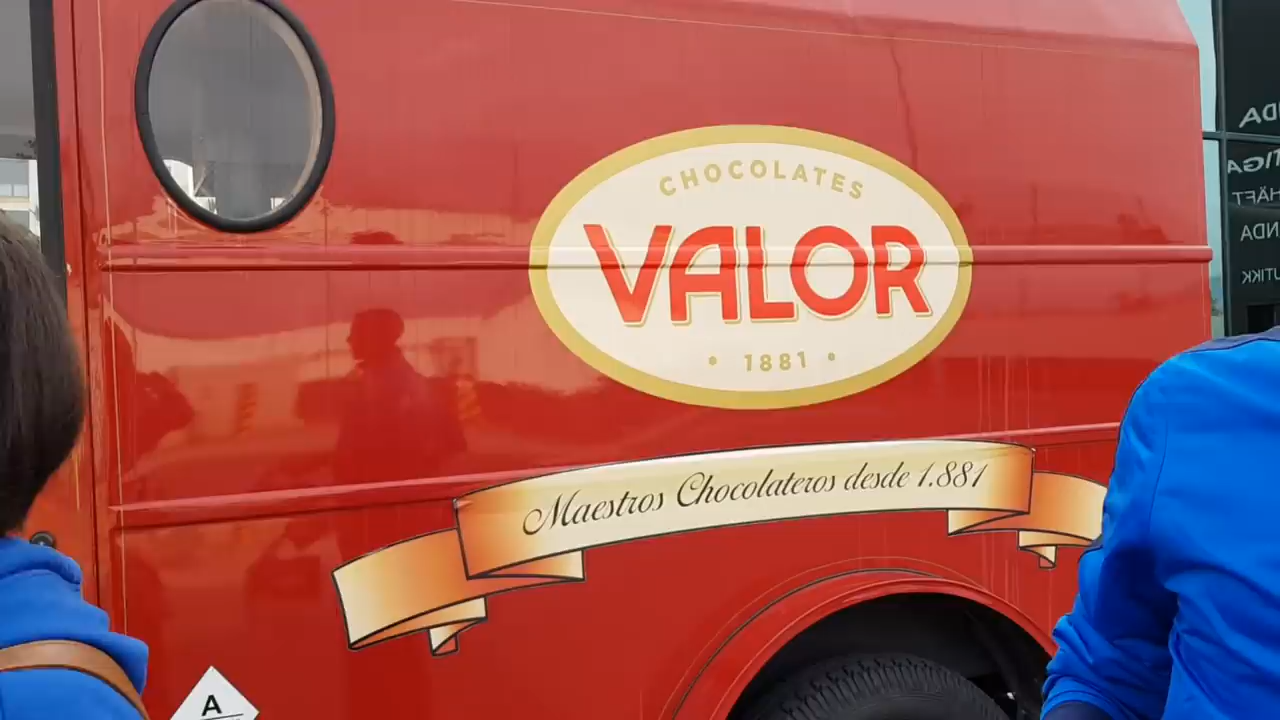 CHOCOLATES
VALOR
• 1881 •
Maestros Chocolateros desde 1.881
A